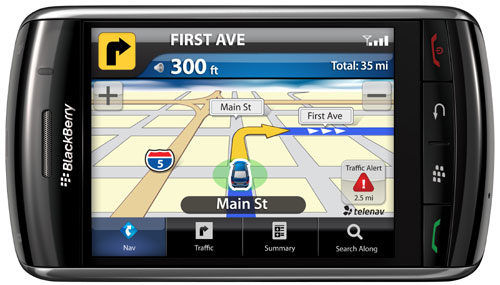 FIRST AVE
300 ft
Total: 35 mi
Main St
First Ave
5
Traffic Alert
2.5 mi
Main St
telenav
Nav
Traffic
Summary
Search Along
BlackBerry